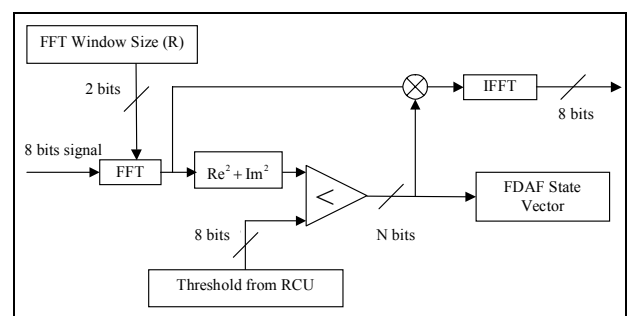 FFT Window Size (R)
2 bits
8 bits signal
FFT
Re² + Im²
<
8 bits
Threshold from RCU
N bits
IFFT
8 bits
FDAF State
Vector